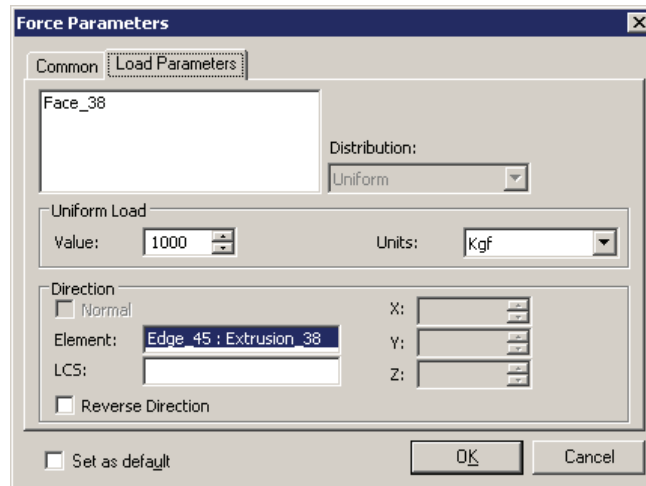 Force Parameters
Common Load Parameters
Face_38
Distribution:
Uniform
Uniform Load
Value: 1000 Units: Kgf
Direction
Normal X:
Element: Edge_45 : Extrusion_38 Y:
LCS: Z:
Reverse Direction
Set as default OK Cancel